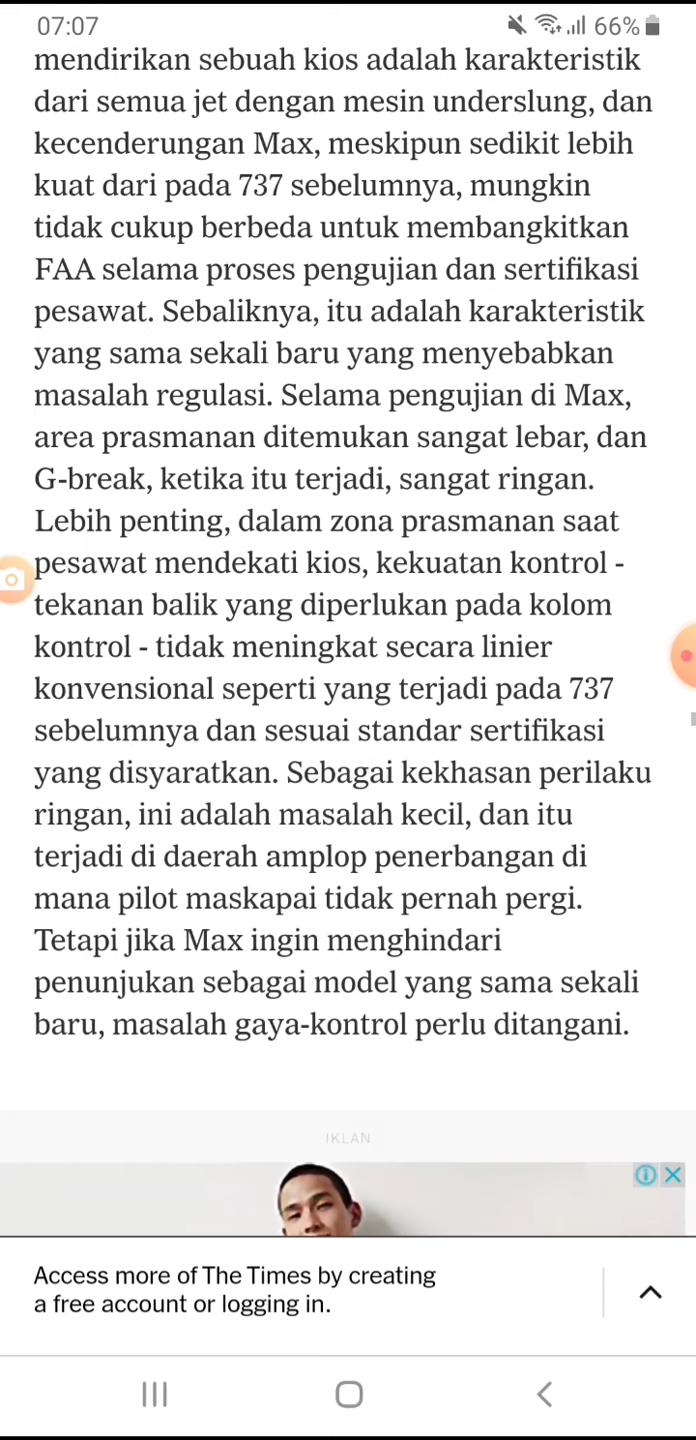 07:07
66%
mendirikan sebuah kios adalah karakteristik
dari semua jet dengan mesin underslung, dan
kecenderungan Max, meskipun sedikit lebih
kuat dari pada 737 sebelumnya, mungkin
tidak cukup berbeda untuk membangkitkan
FAA selama proses pengujian dan sertifikasi
pesawat. Sebaliknya, itu adalah karakteristik
yang sama sekali baru yang menyebabkan
masalah regulasi. Selama pengujian di Max,
area prasmanan ditemukan sangat lebar, dan
G-break, ketika itu terjadi, sangat ringan.
Lebih penting, dalam zona prasmanan saat
pesawat mendekati kios, kekuatan kontrol -
tekanan balik yang diperlukan pada kolom
kontrol - tidak meningkat secara linier
konvensional seperti yang terjadi pada 737
sebelumnya dan sesuai standar sertifikasi
yang disyaratkan. Sebagai kekhasan perilaku
ringan, ini adalah masalah kecil, dan itu
terjadi di daerah amplop penerbangan di
mana pilot maskapai tidak pernah pergi.
Tetapi jika Max ingin menghindari
penunjukan sebagai model yang sama sekali
baru, masalah gaya-kontrol perlu ditangani.
IKLAN
Access more of The Times by creating
a free account or logging in.